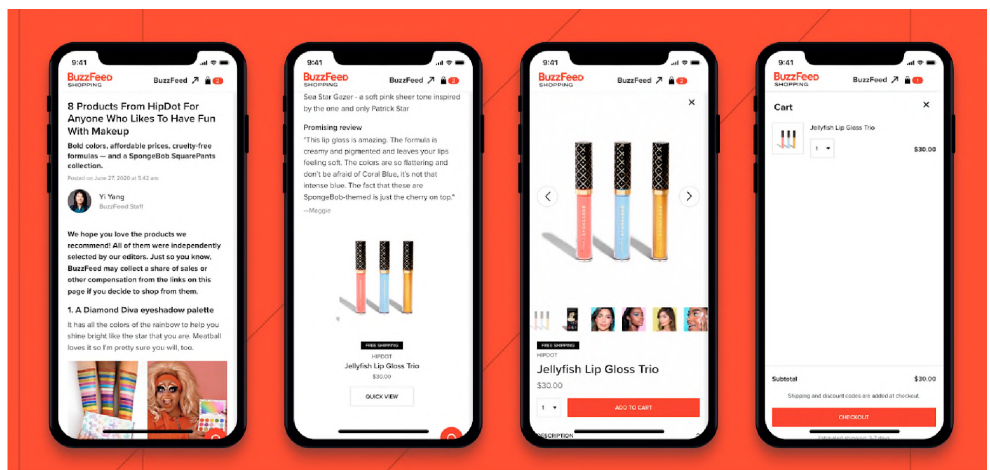 9:41
BuzzFeed
SHOPPING
BuzzFeed
2
8 Products From HipDot For
Anyone Who Likes To Have Fun
With Makeup
Bold colors, affordable prices, cruelty-free
formulas — and a SpongeBob SquarePants
collection.
Posted on June 27, 2020 at 5:42 am
Yi Yang
BuzzFeed Staff
We hope you love the products we
recommend! All of them were independently
selected by our editors. Just so you know,
BuzzFeed may collect a share of sales or
other compensation from the links on this
page if you decide to shop from them.
1. A Diamond Diva eyeshadow palette
It has all the colors of the rainbow to help you
shine bright like the star that you are. Meatball
loves it so I'm pretty sure you will, too.
9:41
BuzzFeed
SHOPPING
BuzzFeed
2
Sea Star Gazer - a soft pink sheer tone inspired
by the one and only Patrick Star
Promising review
"This lip gloss is amazing. The formula is
creamy and pigmented and leaves your lips
feeling soft. The colors are so flattering and
don't be afraid of Coral Blue, it's not that
intense blue. The fact that these are
SpongeBob-themed is just the cherry on top."
—Maggie
FREE SHIPPING
HIPDOT
Jellyfish Lip Gloss Trio
$30.00
QUICK VIEW
9:41
BuzzFeed
SHOPPING
BuzzFeed
2
FREE SHIPPING
HIPDOT
Jellyfish Lip Gloss Trio
$30.00
1
ADD TO CART
DESCRIPTION
9:41
BuzzFeed
SHOPPING
BuzzFeed
2
Cart
Jellyfish Lip Gloss Trio
1
$30.00
Subtotal
$30.00
Shipping and discount codes are added at checkout.
CHECKOUT